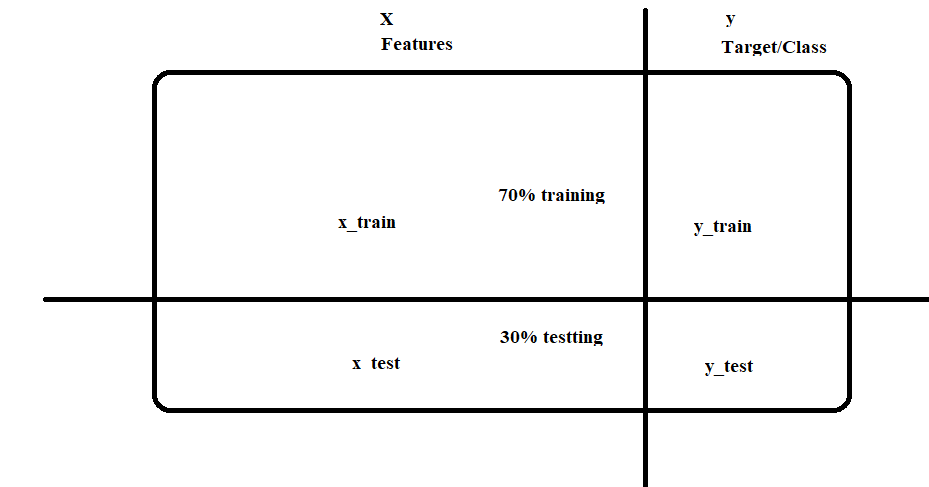 X
y
Features
Target/Class
70% training
x_train
y_train
30% testting
x test
y_test